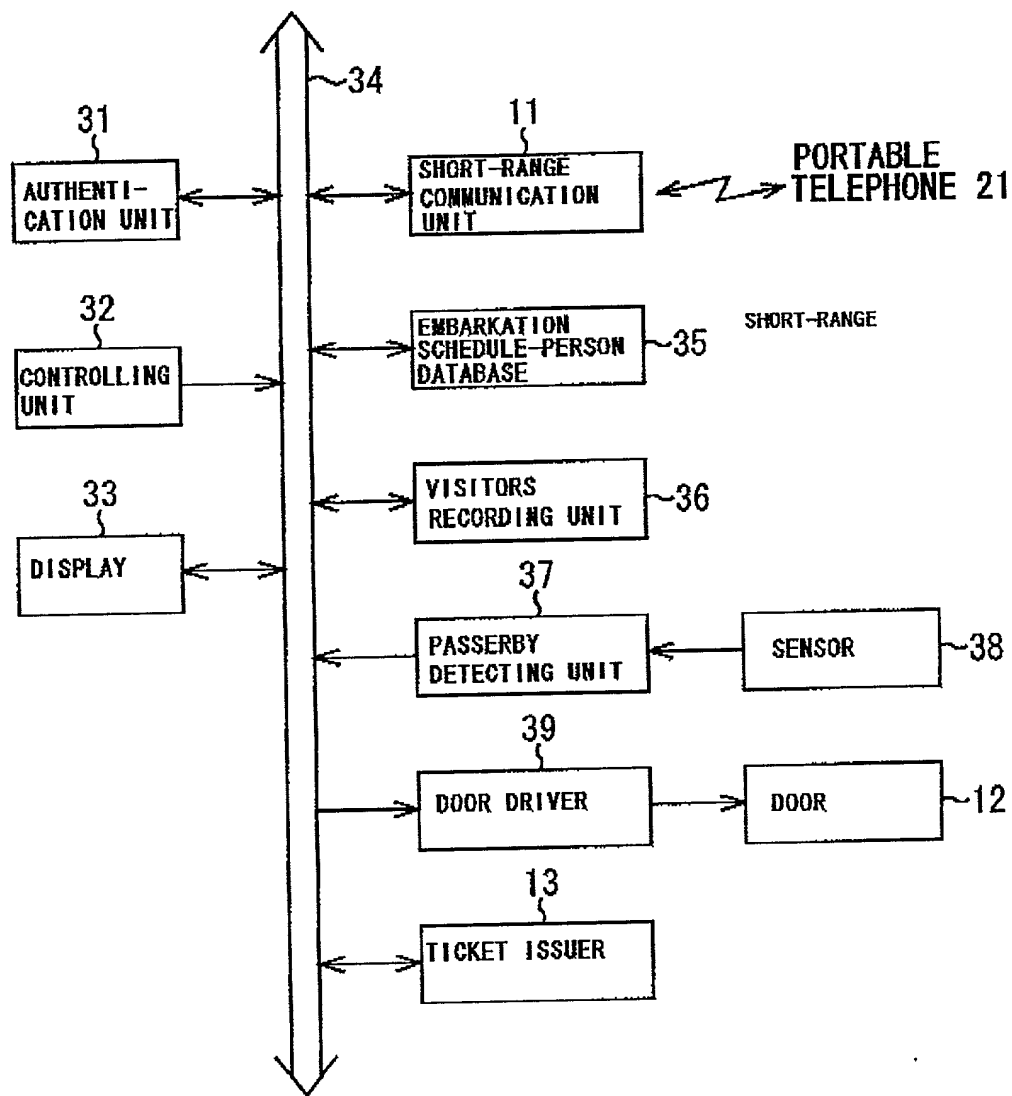 34
31
AUTHENTI-
CATION UNIT
11
SHORT-RANGE
COMMUNICATION
UNIT
PORTABLE
TELEPHONE 21
32
CONTROLLING
UNIT
EMBARKATION
SCHEDULE-PERSON
DATABASE
35
SHORT-RANGE
33
DISPLAY
VISITORS
RECORDING UNIT
36
37
PASSERBY
DETECTING UNIT
SENSOR
38
39
DOOR DRIVER
DOOR
12
13
TICKET ISSUER